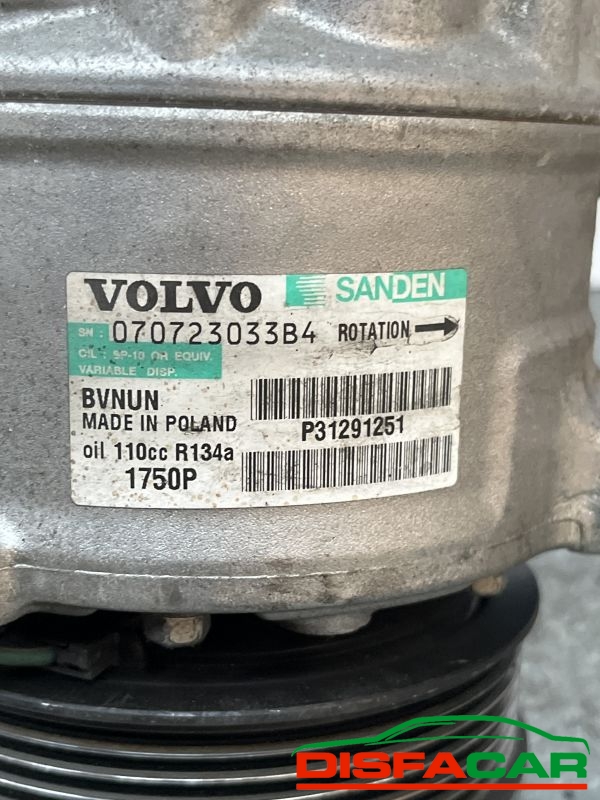 VOLVO SANDEN
SN : 070723033B4 ROTATION
OIL : SP-10 OR EQUIV.
VARIABLE DISP.
BVNUN
MADE IN POLAND P31291251
oil 110cc R134a
1750P
DISFACAR